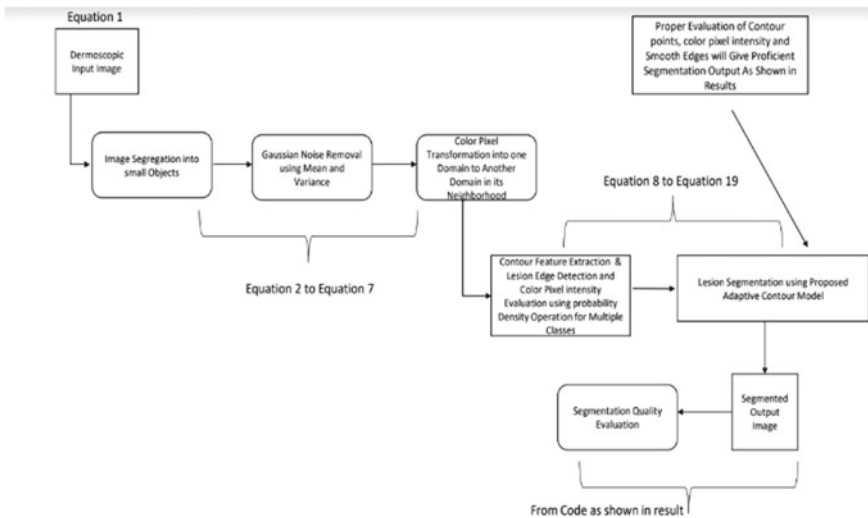 Equation 1
Dermoscopic
Input Image
Proper Evaluation of Contour
points, color pixel intensity and
Smooth Edges will Give Proficient
Segmentation Output As Shown in
Results
Image Segregation into
small Objects
Gaussian Noise Removal
using Mean and
Variance
Color Pixel
Transformation into one
Domain to Another
Domain in its
Neighborhood
Equation 2 to Equation 7
Equation 8 to Equation 19
Contour Feature Extraction &
Lesion Edge Detection and
Color Pixel intensity
Evaluation using probability
Density Operation for Multiple
Classes
Lesion Segmentation using Proposed
Adaptive Contour Model
Segmentation Quality
Evaluation
Segmented
Output
Image
From Code as shown in result